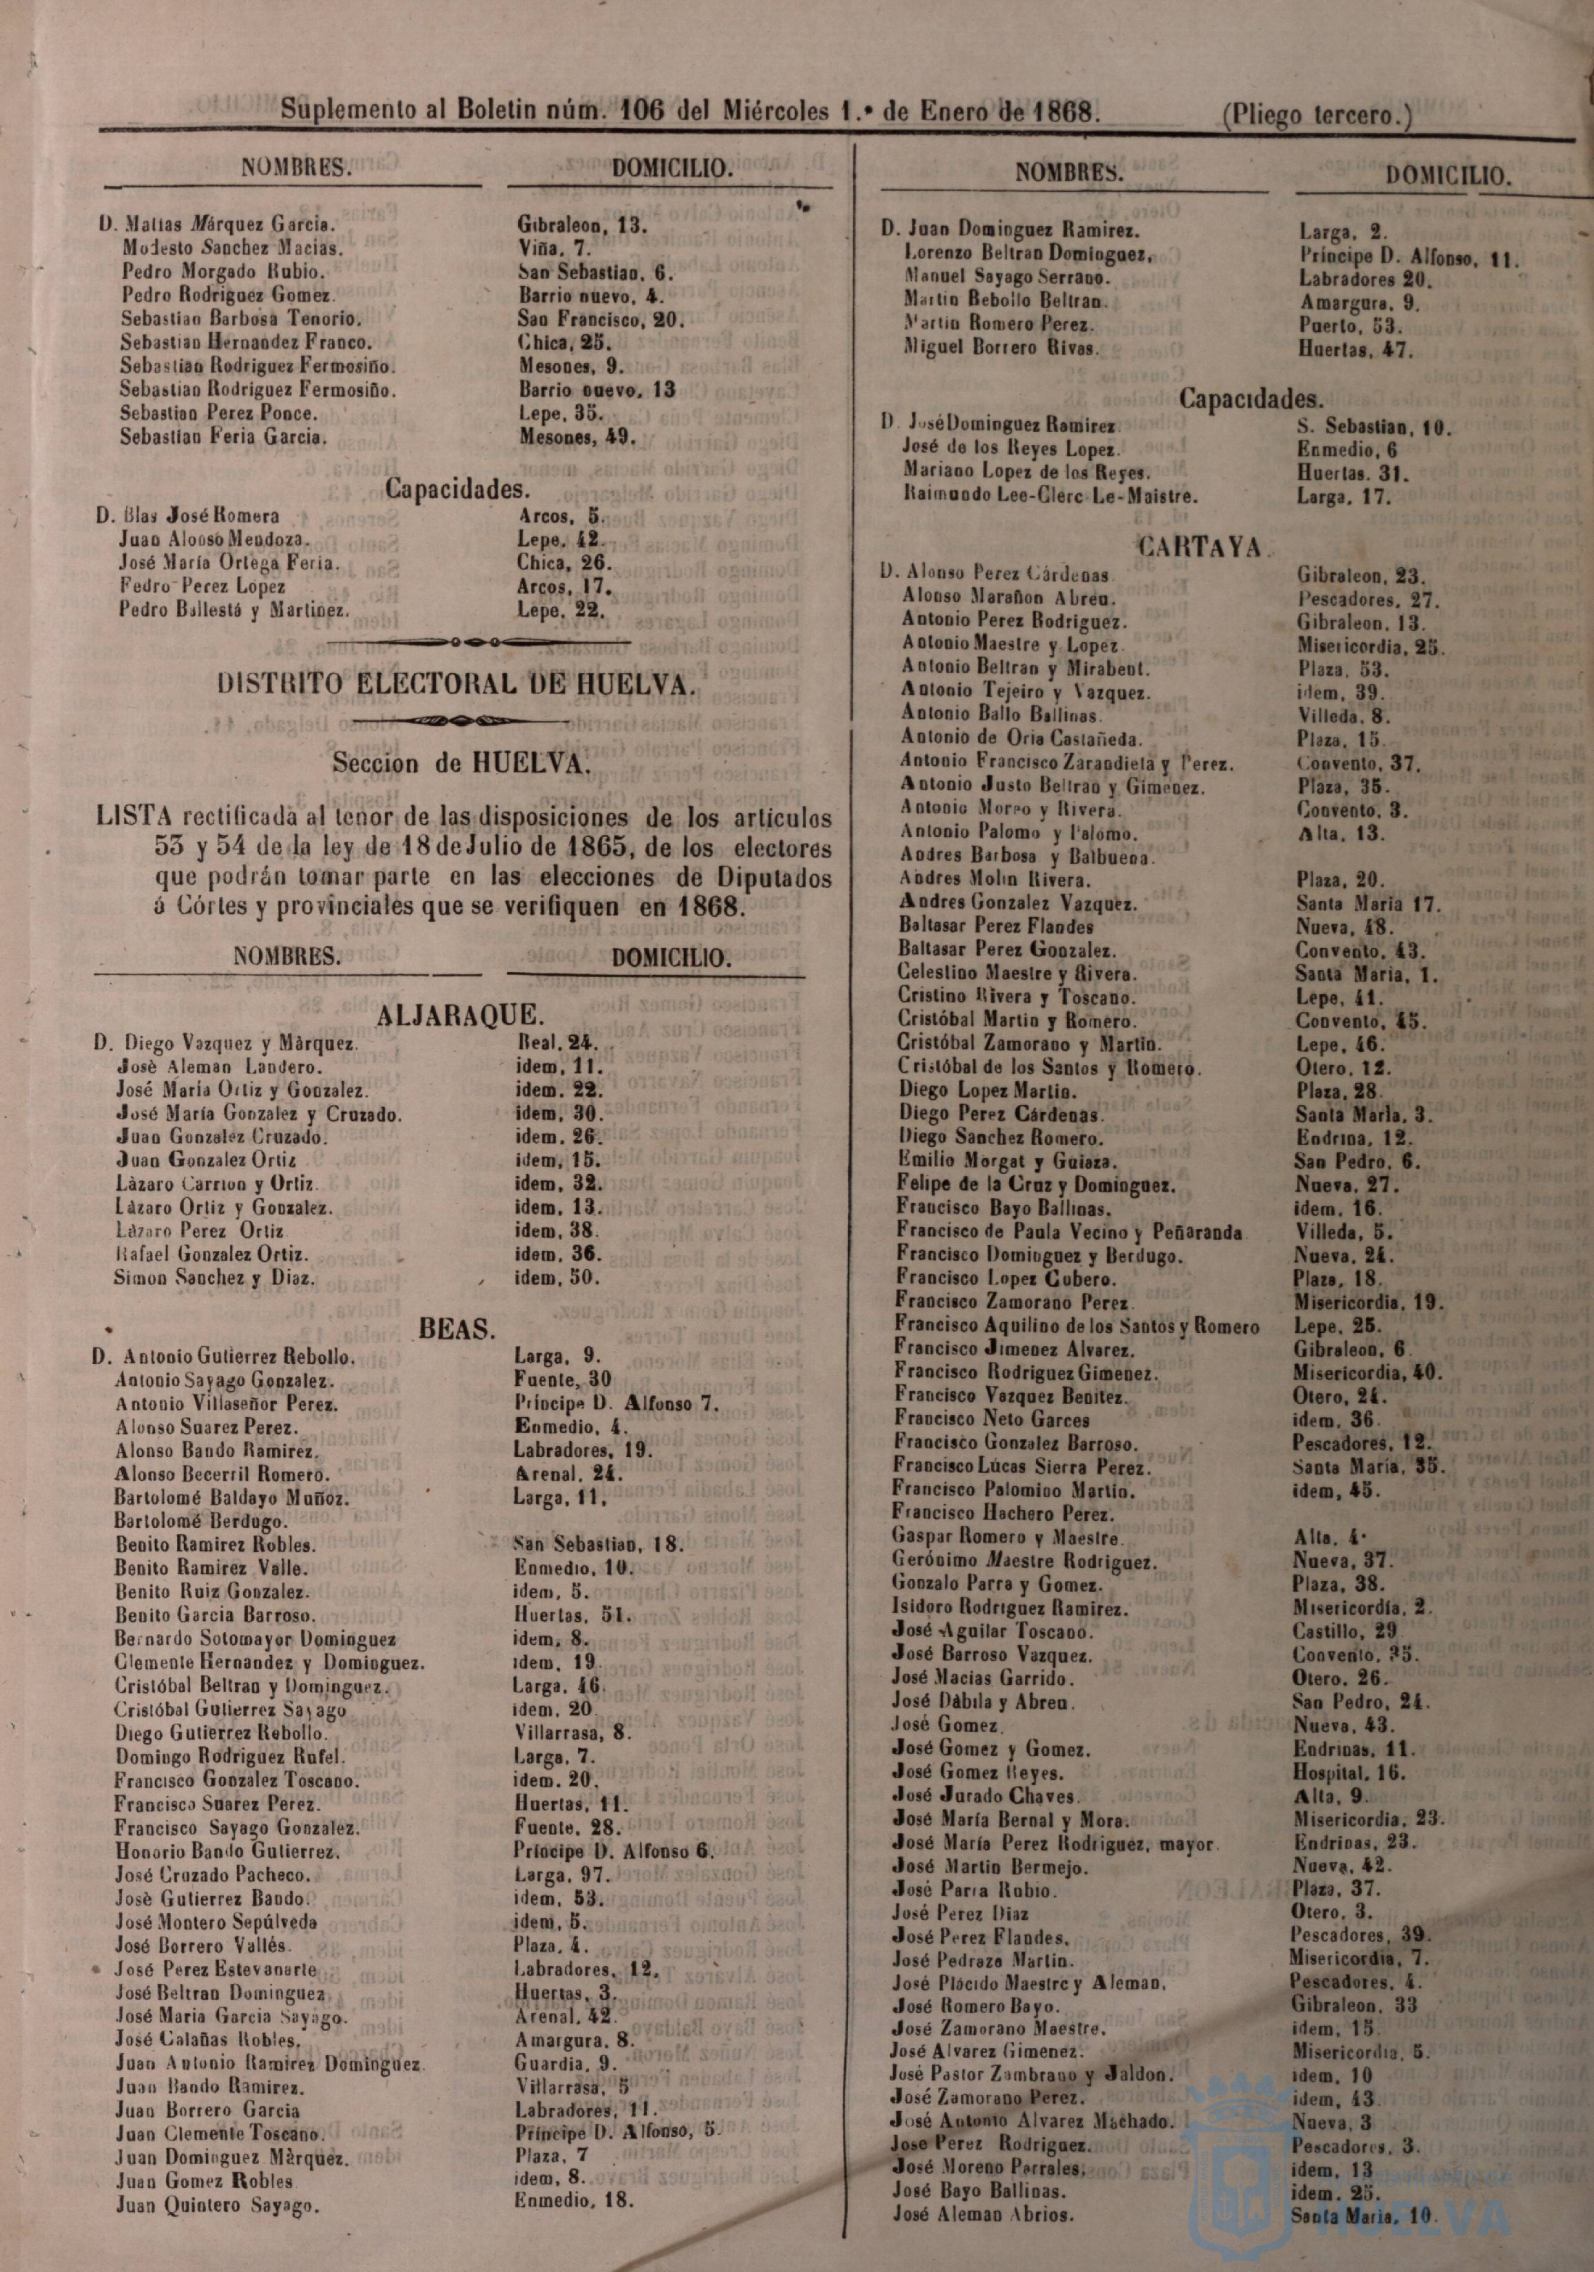 Suplemento al Boletin núm. 106 del Miércoles 1.º de Enero de 1868. (Pliego tercero.)
NOMBRES. DOMICILIO.
D. Matias Márquez Garcia. Gibraleon, 13.
Modesto Sanchez Macias. Viña, 7.
Pedro Morgado Rubio. San Sebastian, 6.
Pedro Rodriguez Gomez. Barrio nuevo, 4.
Sebastian Barbosa Tenorio. San Francisco, 20.
Sebastian Hernandez Franco. Chica, 25.
Sebastian Rodriguez Fermosiño. Mesones, 9.
Sebastian Rodriguez Fermosiño. Barrio nuevo, 13
Sebastian Perez Ponce. Lepe, 35.
Sebastian Feria Garcia. Mesones, 49.
Capacidades.
D. Blas José Romera Arcos, 5.
Juan Alonso Mendoza. Lepe, 42.
José María Ortega Feria. Chica, 26.
Pedro Perez Lopez Arcos, 17.
Pedro Ballestá y Martinez. Lepe, 22.
DISTRITO ELECTORAL DE HUELVA.
Seccion de HUELVA.
LISTA rectificada al tenor de las disposiciones de los articulos
53 y 54 de la ley de 18 de Julio de 1865, de los electores
que podrán tomar parte en las elecciones de Diputados
á Córtes y provinciales que se verifiquen en 1868.
NOMBRES. DOMICILIO.
ALJARAQUE.
D. Diego Vazquez y Màrquez. Real, 24.
Josè Aleman Landero. idem, 11.
José María Ortiz y Gonzalez. idem. 22.
José María Gonzalez y Cruzado. idem, 30.
Juan Gonzalez Cruzado. idem, 26.
Juan Gonzalez Ortiz idem, 15.
Làzaro Carrion y Ortiz. idem, 32.
Lázaro Ortiz y Gonzalez. idem, 13.
Lázaro Perez Ortiz idem, 38.
Rafael Gonzalez Ortiz. idem, 36.
Simon Sanchez y Diaz. idem, 50.
BEAS.
D. Antonio Gutierrez Rebollo. Larga, 9.
Antonio Sayago Gonzalez. Fuente, 30
Antonio Villaseñor Perez. Príncipe D. Alfonso 7.
Alonso Suarez Perez. Enmedio, 4.
Alonso Bando Ramirez. Labradores, 19.
Alonso Becerril Romero. Arenal, 24.
Bartolomé Baldayo Muñoz. Larga, 11,
Bartolomé Berdugo.
Benito Ramirez Robles. San Sebastian, 18.
Benito Ramirez Valle. Enmedio, 10.
Benito Ruiz Gonzalez. idem, 5.
Benito Garcia Barroso. Huertas, 51.
Bernardo Sotomayor Dominguez idem, 8.
Clemente Hernandez y Dominguez. idem, 19.
Cristóbal Beltran y Dominguez. Larga, 46.
Cristóbal Gutierrez Sayago idem, 20.
Diego Gutierrez Rebollo. Villarrasa, 8.
Domingo Rodriguez Rufel. Larga, 7.
Francisco Gonzalez Toscano. idem. 20.
Francisco Suarez Perez. Huertas, 11.
Francisco Sayago Gonzalez. Fuente, 28.
Honorio Bando Gutierrez. Príncipe D. Alfonso 6.
José Cruzado Pacheco. Larga, 97.
Josè Gutierrez Bando. idem, 53.
José Montero Sepúlveda idem, 5.
José Borrero Vallés. Plaza, 4.
José Perez Estevanarte Labradores, 12.
José Beltran Dominguez Huertas, 3.
José Maria Garcia Sayago. Arenal, 42.
José Calañas Robles. Amargura, 8.
Juan Antonio Ramirez Dominguez. Guardia, 9.
Juan Bando Ramirez. Villarrasa, 5
Juan Borrero Garcia Labradores, 11.
Juan Clemente Toscano. Príncipe D. Alfonso, 5.
Juan Dominguez Màrquez. Plaza, 7
Juan Gomez Robles idem, 8.
Juan Quintero Sayago. Enmedio, 18.
NOMBRES. DOMICILIO.
D. Juan Dominguez Ramirez. Larga, 2.
Lorenzo Beltran Dominguez, Príncipe D. Alfonso, 11.
Manuel Sayago Serrano. Labradores 20.
Martin Rebollo Beltran. Amargura, 9.
Martin Romero Perez. Puerto, 53.
Miguel Borrero Rivas. Huertas, 47.
Capacidades.
D. José Dominguez Ramirez. S. Sebastian, 10.
José de los Reyes Lopez. Enmedio, 6
Mariano Lopez de los Reyes. Huertas. 31.
Raimundo Lee-Clerc Le-Maistre. Larga, 17.
CARTAYA.
D. Alonso Perez Cárdenas. Gibraleon, 23.
Alonso Marañon Abreu. Pescadores, 27.
Antonio Perez Rodriguez. Gibraleon, 13.
Antonio Maestre y Lopez. Misericordia, 25.
Antonio Beltran y Mirabent. Plaza, 53.
Antonio Tejeiro y Vazquez. idem, 39.
Antonio Ballo Ballinas. Villeda, 8.
Antonio de Oria Castañeda. Plaza, 15.
Antonio Francisco Zarandieta y Perez. Convento, 37.
Antonio Justo Beltran y Gimenez. Plaza, 35.
Antonio Morro y Rivera. Convento, 3.
Antonio Palomo y Palomo. Alta, 13.
Andres Barbosa y Balbuena.
Andres Molin Rivera. Plaza, 20.
Andres Gonzalez Vazquez. Santa Maria 17.
Baltasar Perez Flandes Nueva, 48.
Baltasar Perez Gonzalez. Convento, 43.
Celestino Maestre y Rivera. Santa Maria, 1.
Cristino Rivera y Toscano. Lepe, 41.
Cristóbal Martin y Romero. Convento, 45.
Cristóbal Zamorano y Martin. Lepe, 46.
Cristóbal de los Santos y Romero. Otero, 12.
Diego Lopez Martin. Plaza, 28.
Diego Perez Cárdenas. Santa María, 3.
Diego Sanchez Romero. Endrina, 12.
Emilio Morgat y Guiaza. San Pedro, 6.
Felipe de la Cruz y Dominguez. Nueva, 27.
Francisco Bayo Ballinas. idem, 16.
Francisco de Paula Vecino y Peñaranda Villeda, 5.
Francisco Dominguez y Berdugo. Nueva, 24.
Francisco Lopez Cubero. Plaza, 18.
Francisco Zamorano Perez. Misericordia, 19.
Francisco Aquilino de los Santos y Romero Lepe, 25.
Francisco Jimenez Alvarez. Gibraleon, 6.
Francisco Rodriguez Gimenez. Misericordia, 40.
Francisco Vazquez Benitez. Otero, 24.
Francisco Neto Garces idem, 36.
Francisco Gonzalez Barroso. Pescadores, 12.
Francisco Lúcas Sierra Perez. Santa María, 35.
Francisco Palomino Martin. idem, 45.
Francisco Hachero Perez.
Gaspar Romero y Maestre. Alta, 4.
Gerónimo Maestre Rodriguez. Nueva, 37.
Gonzalo Parra y Gomez. Plaza, 38.
Isidoro Rodriguez Ramirez. Misericordía, 2.
José Aguilar Toscano. Castillo, 29
José Barroso Vazquez. Convento, 35.
José Macias Garrido. Otero, 26.
José Dábila y Abreu. San Pedro, 24.
José Gomez. Nueva, 43.
José Gomez y Gomez. Endrinas, 11.
José Gomez Reyes. Hospital, 16.
José Jurado Chaves. Alta, 9.
José María Bernal y Mora. Misericordia, 23.
José María Perez Rodriguez, mayor. Endrinas, 23.
José Martin Bermejo. Nueva, 42.
José Parra Rubio. Plaza, 37.
José Perez Diaz Otero, 3.
José Perez Flandes. Pescadores, 39.
José Pedraza Martin. Misericordia, 7.
José Plácido Maestre y Aleman. Pescadores, 4.
José Romero Bayo. Gibraleon, 33
José Zamorano Maestre. idem, 15
José Alvarez Gimenez. Misericordia, 5.
José Pastor Zambrano y Jaldon. idem, 10
José Zamorano Perez. idem, 43
José Antonio Alvarez Machado. Nueva, 3
Jose Perez Rodriguez. Pescadores, 3.
José Moreno Perrales. idem, 13
José Bayo Ballinas. idem. 25.
José Aleman Abrios. Santa Maria, 10.
HUELVA